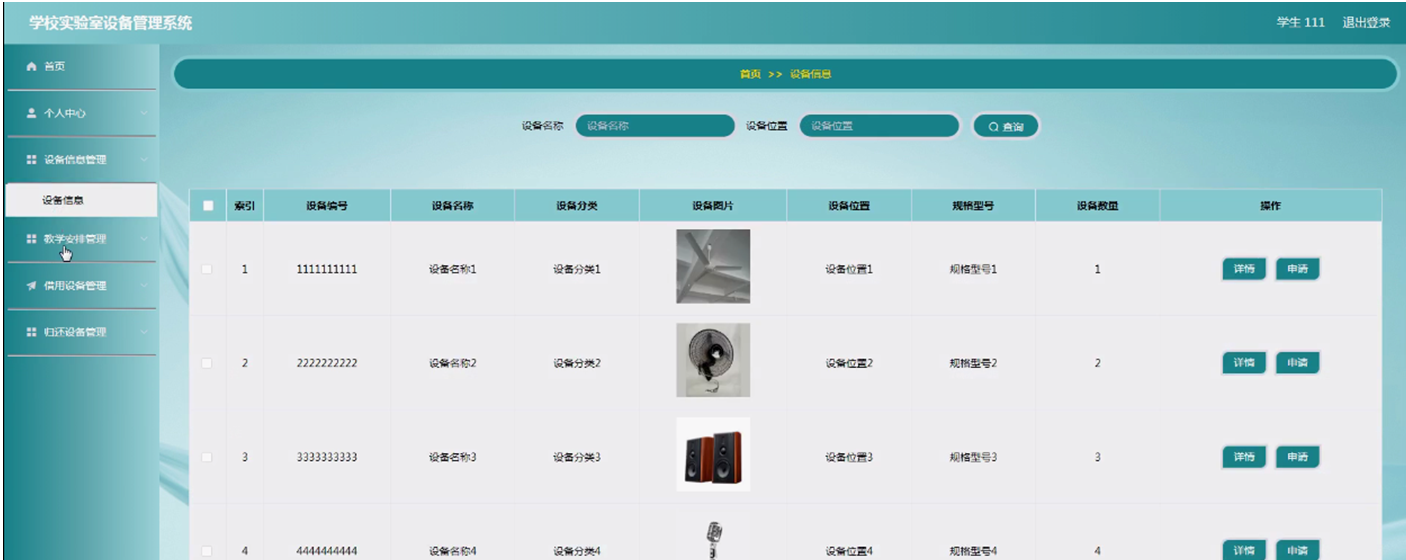 学校实验室设备管理系统
学生 111 退出登录
首页
个人中心
设备信息管理
设备信息
教学安排管理
借用设备管理
归还设备管理
首页 >> 设备信息
设备名称 设备名称 设备位置 设备位置 查询
索引 设备编号 设备名称 设备分类 设备图片 设备位置 规格型号 设备数量 操作
1 1111111111 设备名称1 设备分类1 设备位置1 规格型号1 1 详情 申请
2 2222222222 设备名称2 设备分类2 设备位置2 规格型号2 2 详情 申请
3 3333333333 设备名称3 设备分类3 设备位置3 规格型号3 3 详情 申请
4 4444444444 设备名称4 设备分类4 设备位置4 规格型号4 4 详情 申请